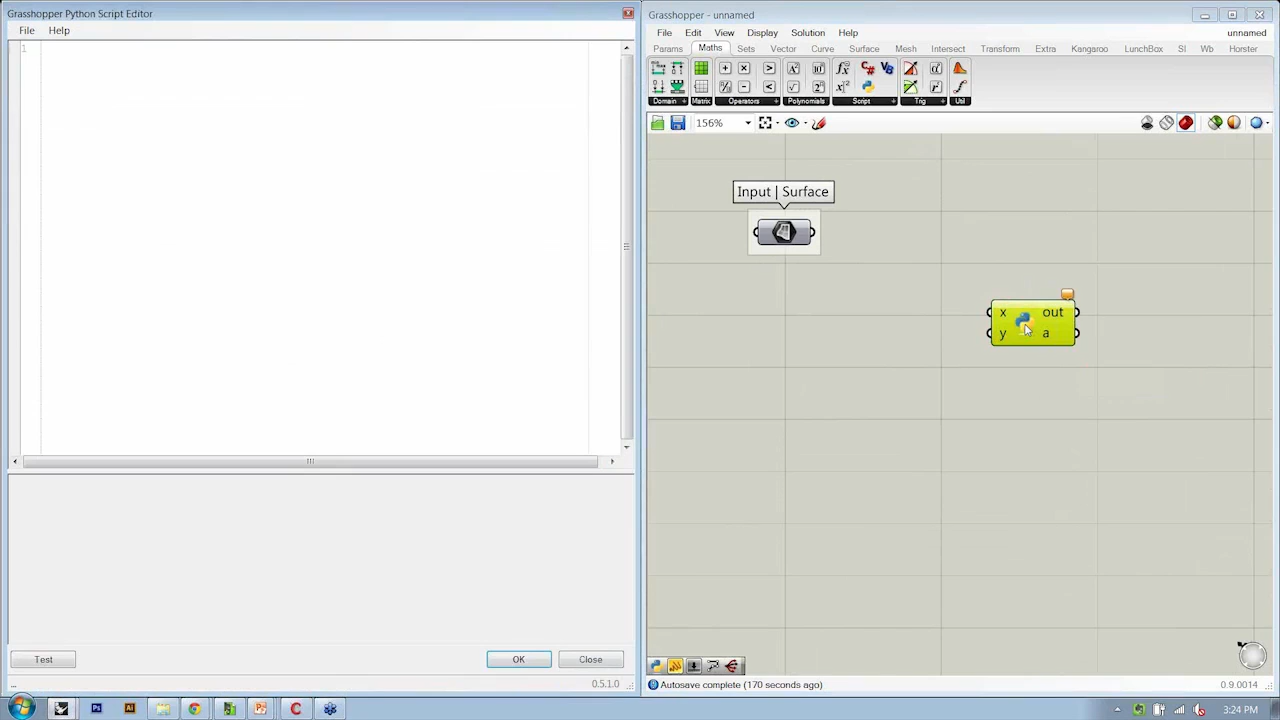 Grasshopper Python Script Editor
File Help
1
Test
OK
Close
...
0.5.1.0
Grasshopper - unnamed
File Edit View Display Solution Help
unnamed
Params Maths Sets Vector Curve Surface Mesh Intersect Transform Extra Kangaroo LunchBox SI Wb Horster
Domain Matrix Operators Polynomials Script Trig Util
156%
Input | Surface
x out
y a
Autosave complete (170 seconds ago)
0.9.0014
3:24 PM